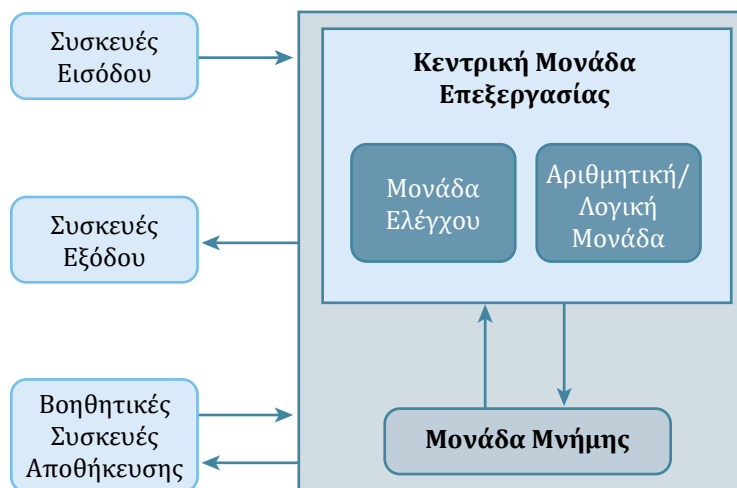 Συσκευές
Εισόδου
Κεντρική Μονάδα
Επεξεργασίας
Μονάδα
Ελέγχου
Αριθμητική/
Λογική
Μονάδα
Συσκευές
Εξόδου
Βοηθητικές
Συσκευές
Αποθήκευσης
Μονάδα Μνήμης